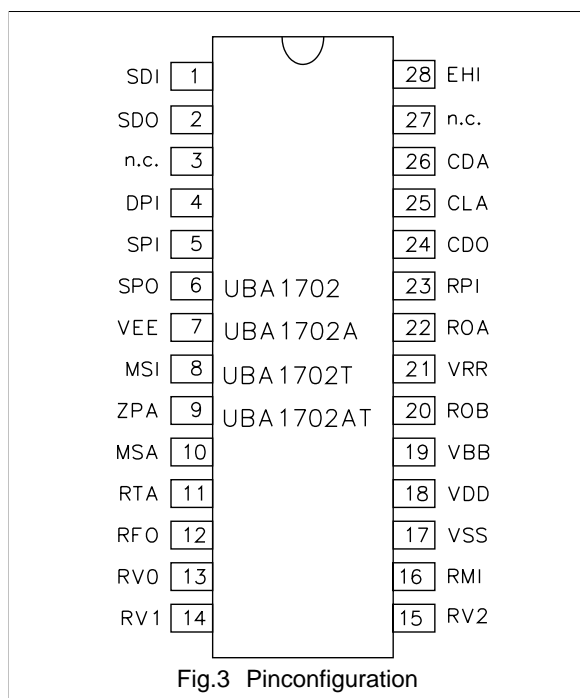 SDI 1 28 EHI
SDO 2 27 n.c.
n.c. 3 26 CDA
DPI 4 25 CLA
SPI 5 24 CDO
SPO 6 UBA1702 23 RPI
VEE 7 UBA1702A 22 ROA
MSI 8 UBA1702T 21 VRR
ZPA 9 UBA1702AT 20 ROB
MSA 10 19 VBB
RTA 11 18 VDD
RFO 12 17 VSS
RV0 13 16 RMI
RV1 14 15 RV2
Fig.3 Pinconfiguration